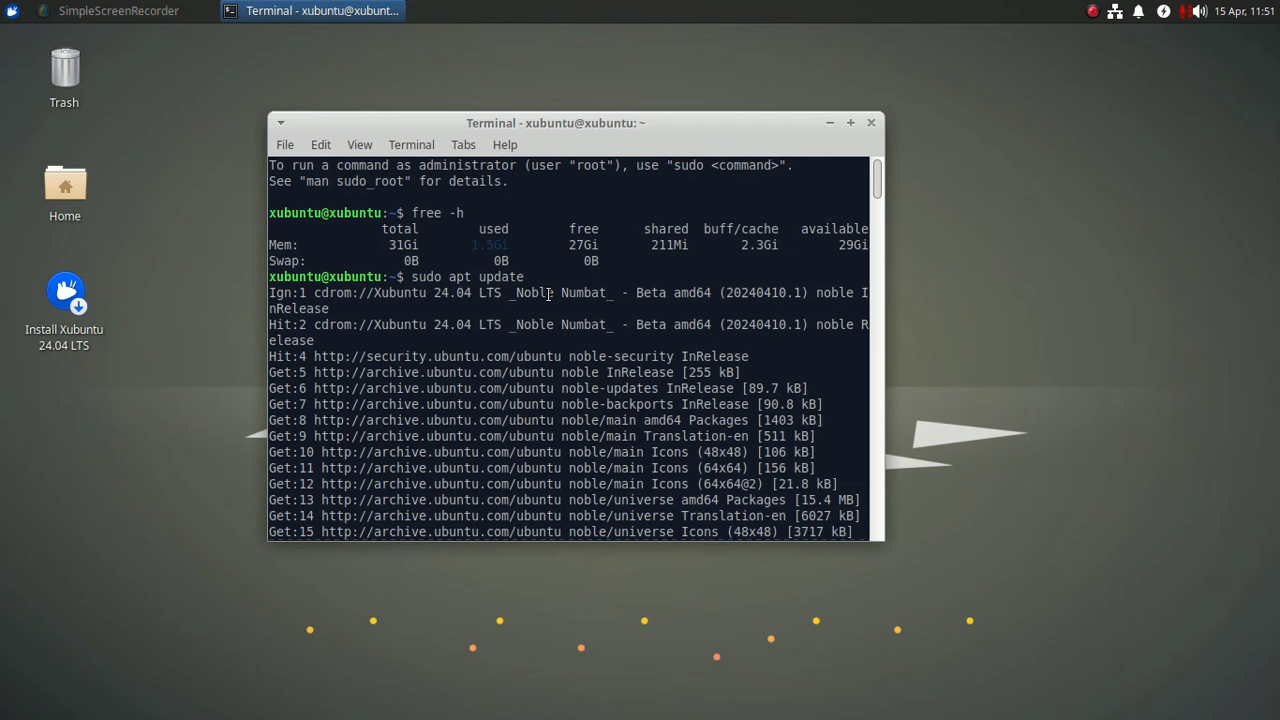 SimpleScreenRecorder
Terminal - xubuntu@xubunt...
15 Apr, 11:51
Trash
Home
Install Xubuntu
24.04 LTS
Terminal - xubuntu@xubuntu: ~
File Edit View Terminal Tabs Help
To run a command as administrator (user "root"), use "sudo <command>".
See "man sudo_root" for details.
xubuntu@xubuntu:~$ free -h
total used free shared buff/cache available
Mem: 31Gi 1.5Gi 27Gi 211Mi 2.3Gi 29Gi
Swap: 0B 0B 0B
xubuntu@xubuntu:~$ sudo apt update
Ign:1 cdrom://Xubuntu 24.04 LTS _Noble Numbat_ - Beta amd64 (20240410.1) noble I
nRelease
Hit:2 cdrom://Xubuntu 24.04 LTS _Noble Numbat_ - Beta amd64 (20240410.1) noble R
elease
Hit:4 http://security.ubuntu.com/ubuntu noble-security InRelease
Get:5 http://archive.ubuntu.com/ubuntu noble InRelease [255 kB]
Get:6 http://archive.ubuntu.com/ubuntu noble-updates InRelease [89.7 kB]
Get:7 http://archive.ubuntu.com/ubuntu noble-backports InRelease [90.8 kB]
Get:8 http://archive.ubuntu.com/ubuntu noble/main amd64 Packages [1403 kB]
Get:9 http://archive.ubuntu.com/ubuntu noble/main Translation-en [511 kB]
Get:10 http://archive.ubuntu.com/ubuntu noble/main Icons (48x48) [106 kB]
Get:11 http://archive.ubuntu.com/ubuntu noble/main Icons (64x64) [156 kB]
Get:12 http://archive.ubuntu.com/ubuntu noble/main Icons (64x64@2) [21.8 kB]
Get:13 http://archive.ubuntu.com/ubuntu noble/universe amd64 Packages [15.4 MB]
Get:14 http://archive.ubuntu.com/ubuntu noble/universe Translation-en [6027 kB]
Get:15 http://archive.ubuntu.com/ubuntu noble/universe Icons (48x48) [3717 kB]